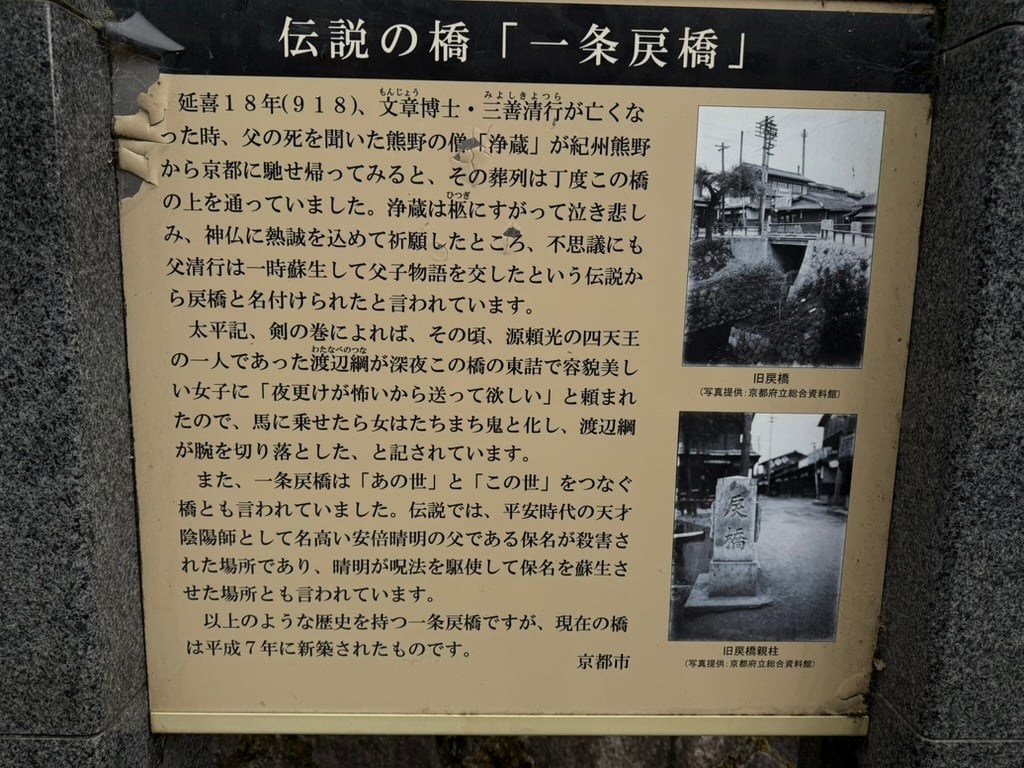 伝説の橋「一条戻橋」
延喜１８年(９１８)、文章博士・三善清行が亡くな
った時、父の死を聞いた熊野の僧「浄蔵」が紀州熊野
から京都に馳せ帰ってみると、その葬列は丁度この橋
の上を通っていました。浄蔵は柩にすがって泣き悲し
み、神仏に熱誠を込めて祈願したところ、不思議にも
父清行は一時蘇生して父子物語を交したという伝説か
ら戻橋と名付けられたと言われています。
太平記、剣の巻によれば、その頃、源頼光の四天王
の一人であった渡辺綱が深夜この橋の東詰で容貌美し
い女子に「夜更けが怖いから送って欲しい」と頼まれ
たので、馬に乗せたら女はたちまち鬼と化し、渡辺綱
が腕を切り落とした、と記されています。
また、一条戻橋は「あの世」と「この世」をつなぐ
橋とも言われていました。伝説では、平安時代の天才
陰陽師として名高い安倍晴明の父である保名が殺害さ
れた場所であり、晴明が呪法を駆使して保名を蘇生さ
せた場所とも言われています。
以上のような歴史を持つ一条戻橋ですが、現在の橋
は平成７年に新築されたものです。
京都市
もんじょう
みよしきよつら
ひつぎ
わたなべのつな
旧戻橋
（写真提供：京都府立総合資料館）
戻橋
旧戻橋親柱
（写真提供：京都府立総合資料館）